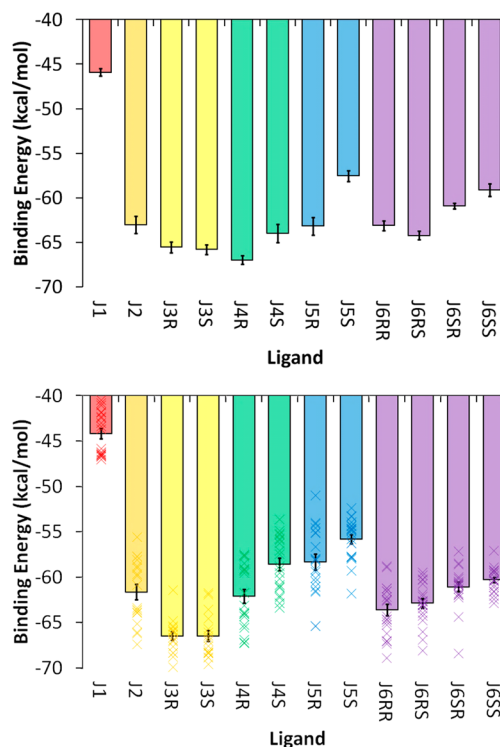 Binding Energy (kcal/mol)
-40
-45
-50
-55
-60
-65
-70
J1
J2
J3R
J3S
J4R
J4S
J5R
J5S
J6RR
J6RS
J6SR
J6SS
Ligand
Binding Energy (kcal/mol)
-40
-45
-50
-55
-60
-65
-70
J1
J2
J3R
J3S
J4R
J4S
J5R
J5S
J6RR
J6RS
J6SR
J6SS
Ligand